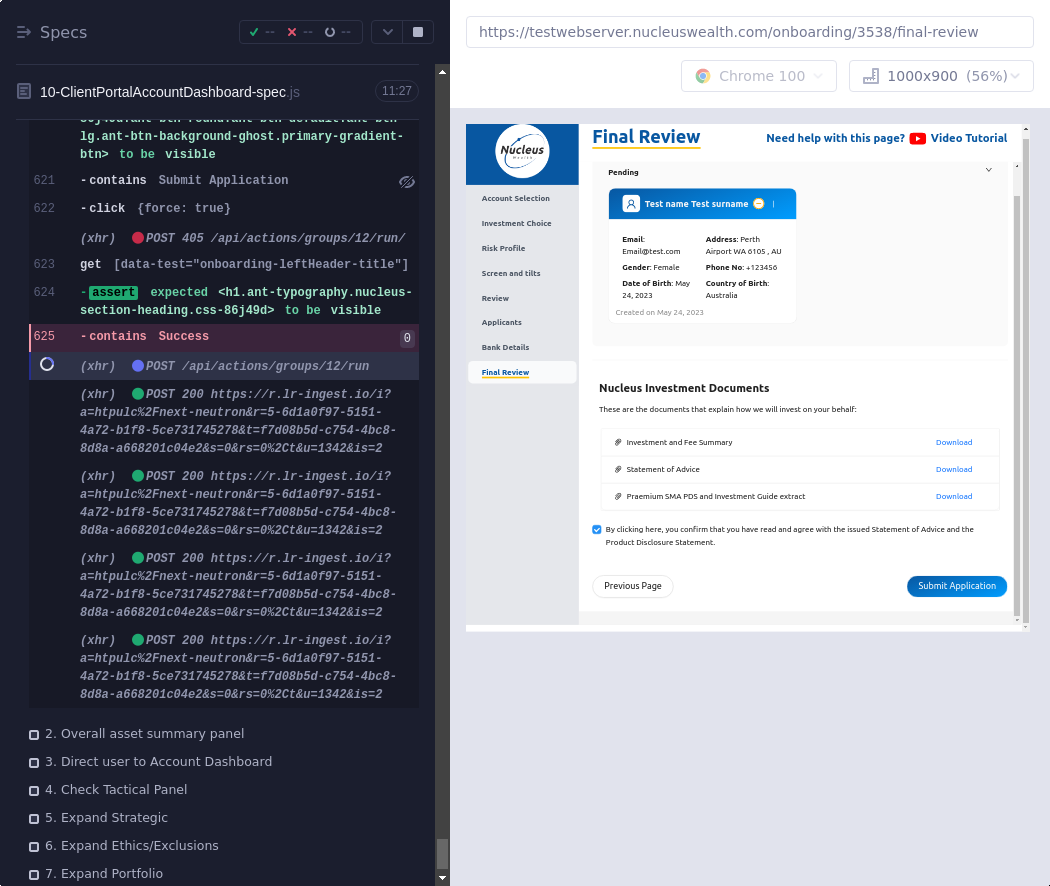 Specs
--
--
--
10-ClientPortalAccountDashboard-spec.js
11:27
lg.ant-btn-background-ghost.primary-gradient-
btn> to be visible
621 -contains Submit Application
622 -click {force: true}
(xhr) POST 405 /api/actions/groups/12/run/
623 get [data-test="onboarding-leftHeader-title"]
624 -assert expected <h1.ant-typography.nucleus-
section-heading.css-86j49d> to be visible
625 -contains Success 0
(xhr) POST /api/actions/groups/12/run
(xhr) POST 200 https://r.lr-ingest.io/i?
a=htpulc%2Fnext-neutron&r=5-6d1a0f97-5151-
4a72-b1f8-5ce731745278&t=f7d08b5d-c754-4bc8-
8d8a-a668201c04e2&s=0&rs=0%2Ct&u=1342&is=2
(xhr) POST 200 https://r.lr-ingest.io/i?
a=htpulc%2Fnext-neutron&r=5-6d1a0f97-5151-
4a72-b1f8-5ce731745278&t=f7d08b5d-c754-4bc8-
8d8a-a668201c04e2&s=0&rs=0%2Ct&u=1342&is=2
(xhr) POST 200 https://r.lr-ingest.io/i?
a=htpulc%2Fnext-neutron&r=5-6d1a0f97-5151-
4a72-b1f8-5ce731745278&t=f7d08b5d-c754-4bc8-
8d8a-a668201c04e2&s=0&rs=0%2Ct&u=1342&is=2
(xhr) POST 200 https://r.lr-ingest.io/i?
a=htpulc%2Fnext-neutron&r=5-6d1a0f97-5151-
4a72-b1f8-5ce731745278&t=f7d08b5d-c754-4bc8-
8d8a-a668201c04e2&s=0&rs=0%2Ct&u=1342&is=2
2. Overall asset summary panel
3. Direct user to Account Dashboard
4. Check Tactical Panel
5. Expand Strategic
6. Expand Ethics/Exclusions
7. Expand Portfolio
https://testwebserver.nucleuswealth.com/onboarding/3538/final-review
Chrome 100
1000x900 (56%)
Nucleus
Wealth
Account Selection
Investment Choice
Risk Profile
Screen and tilts
Review
Applicants
Bank Details
Final Review
Final Review
Need help with this page? Video Tutorial
Pending
Test name Test surname
Email:
Email@test.com
Gender: Female
Date of Birth: May
24, 2023
Address: Perth
Airport WA 6105 , AU
Phone No: +123456
Country of Birth:
Australia
Created on May 24, 2023
Nucleus Investment Documents
These are the documents that explain how we will invest on your behalf:
Investment and Fee Summary Download
Statement of Advice Download
Praemium SMA PDS and Investment Guide extract Download
By clicking here, you confirm that you have read and agree with the issued Statement of Advice and the
Product Disclosure Statement.
Previous Page
Submit Application